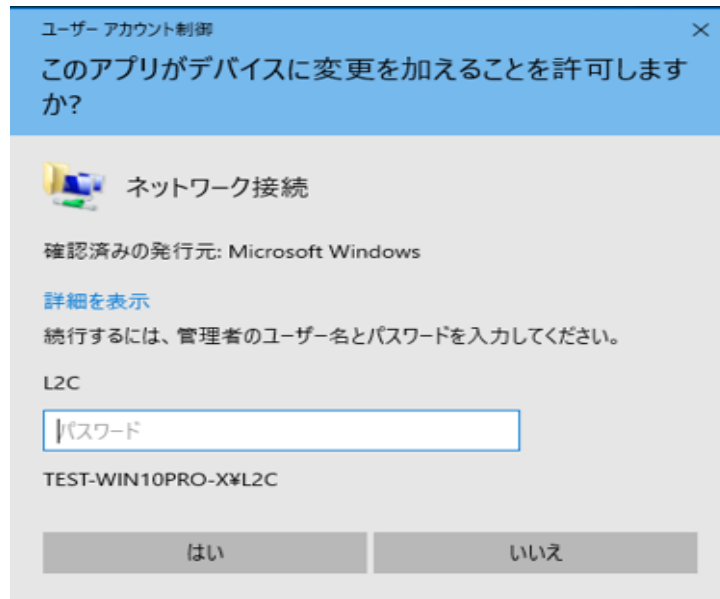 ユーザー アカウント制御
このアプリがデバイスに変更を加えることを許可します
か?
ネットワーク接続
確認済みの発行元: Microsoft Windows
詳細を表示
続行するには、管理者のユーザー名とパスワードを入力してください。
L2C
パスワード
TEST-WIN10PRO-X¥L2C
はい
いいえ